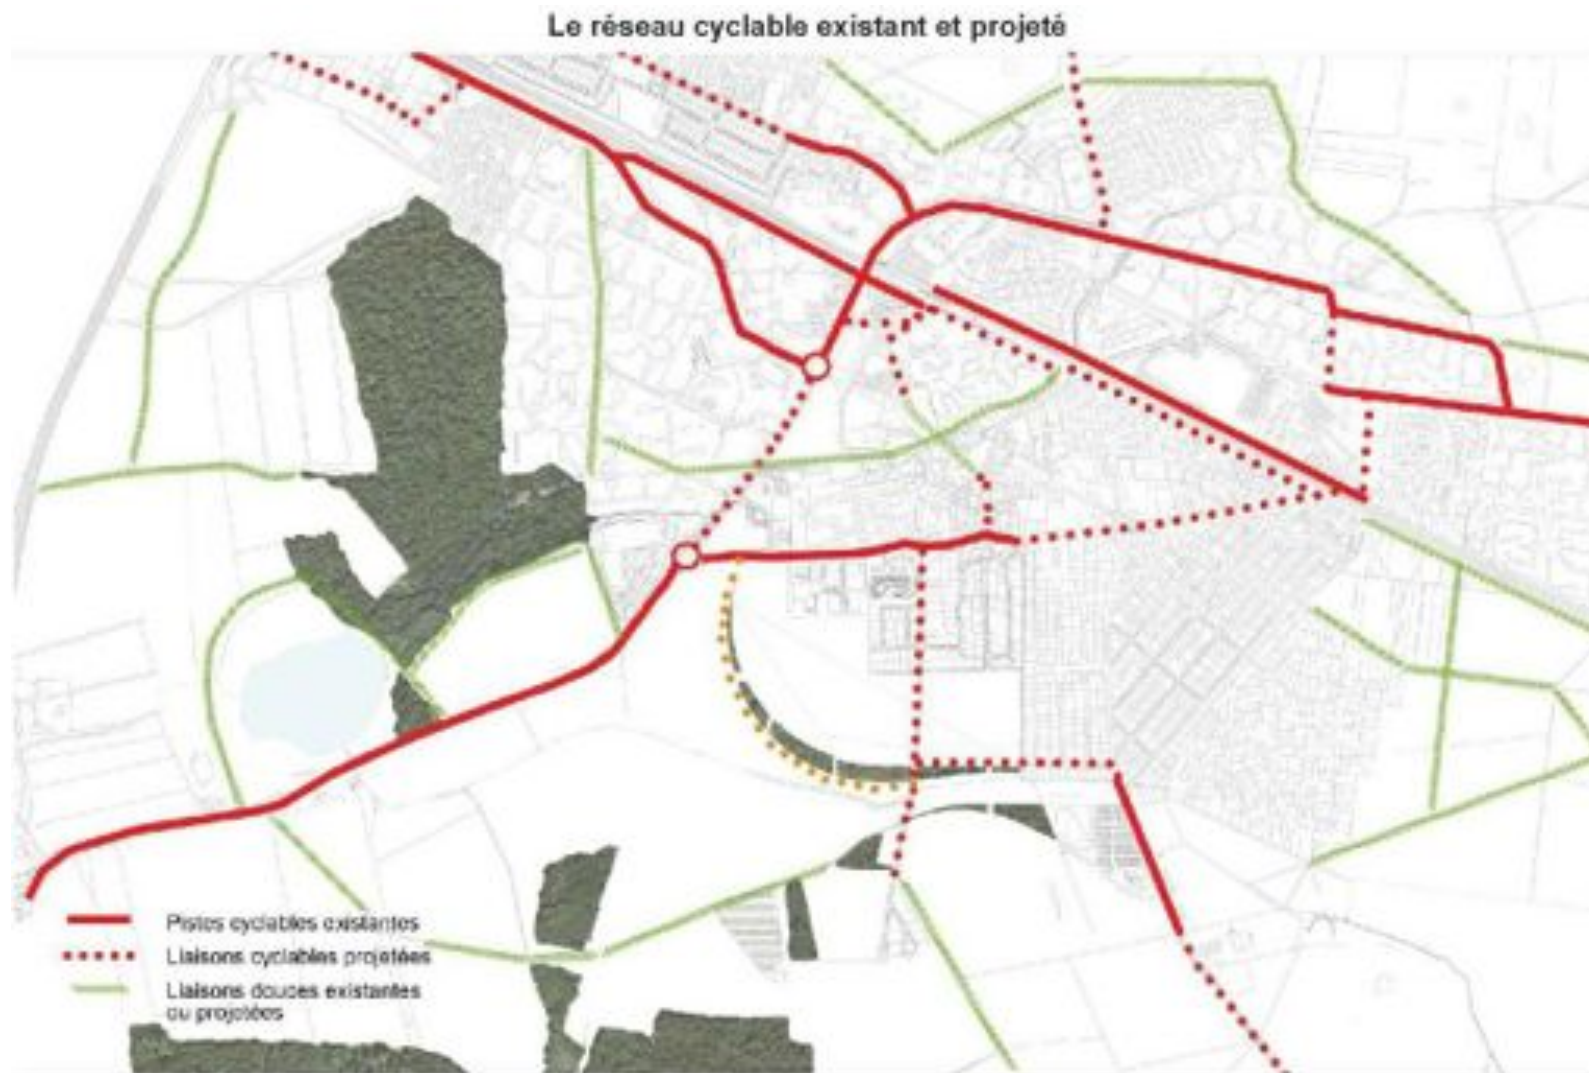 Le réseau cyclable existant et projeté
Pistes cyclables existantes
Liaisons cyclables projetées
Liaisons douces existantes
ou projetées